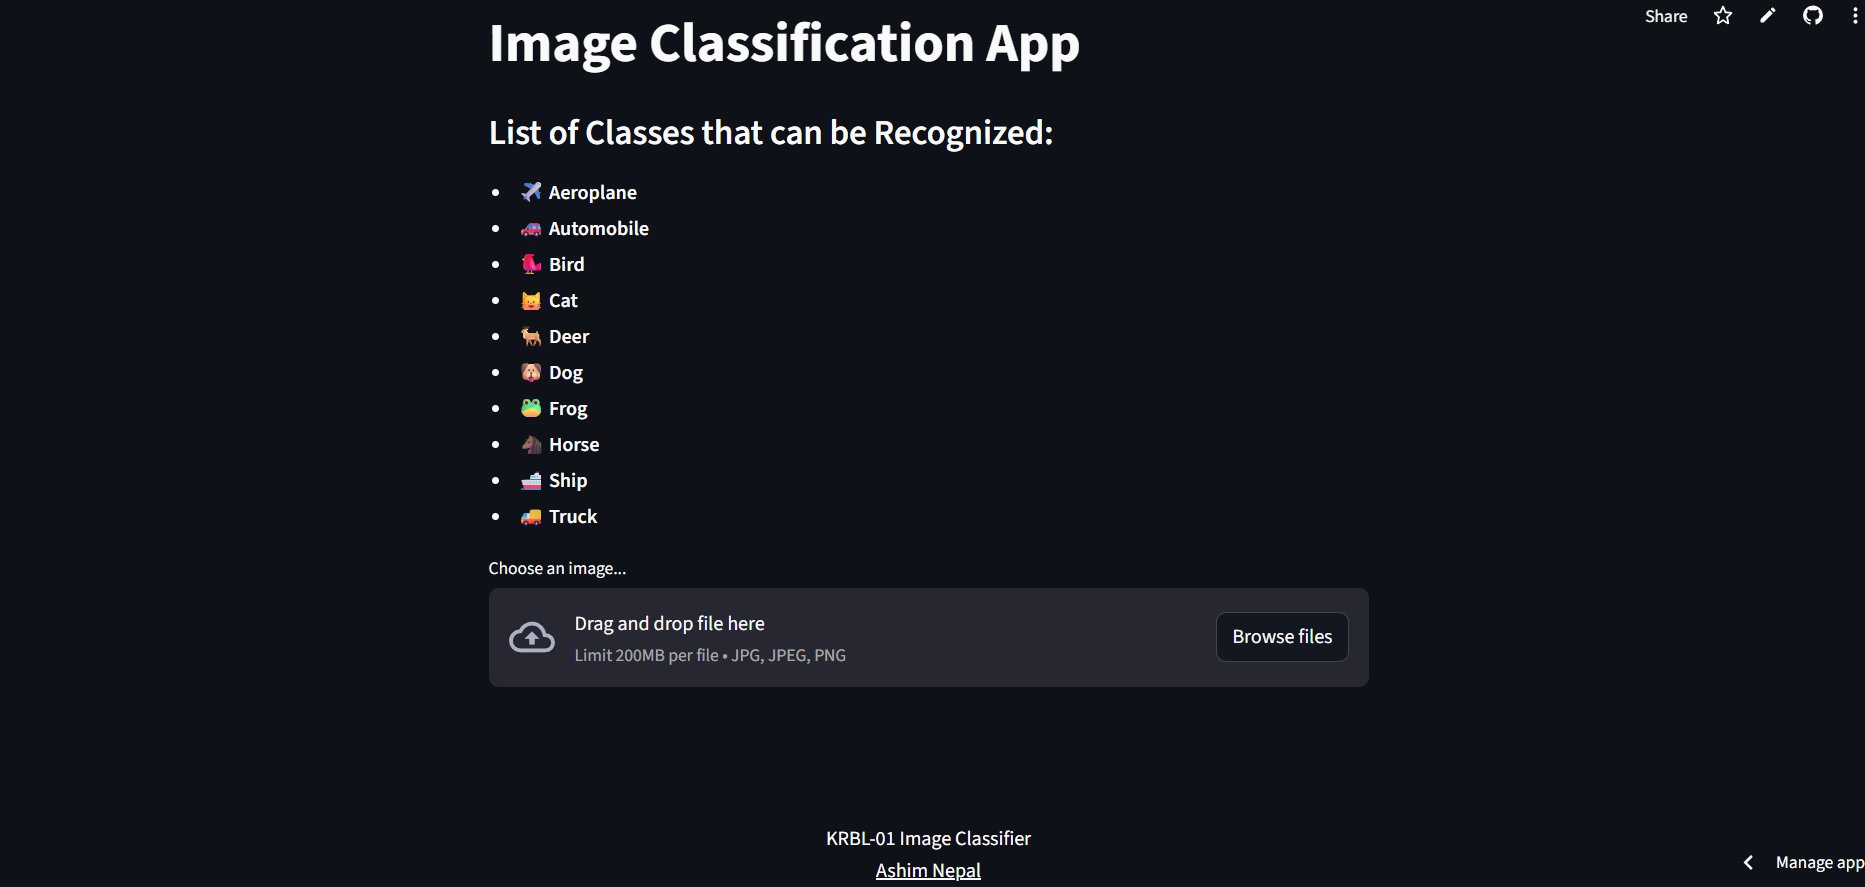 Share
Image Classification App
List of Classes that can be Recognized:
Aeroplane
Automobile
Bird
Cat
Deer
Dog
Frog
Horse
Ship
Truck
Choose an image...
Drag and drop file here
Limit 200MB per file • JPG, JPEG, PNG
Browse files
KRBL-01 Image Classifier
Ashim Nepal
Manage app